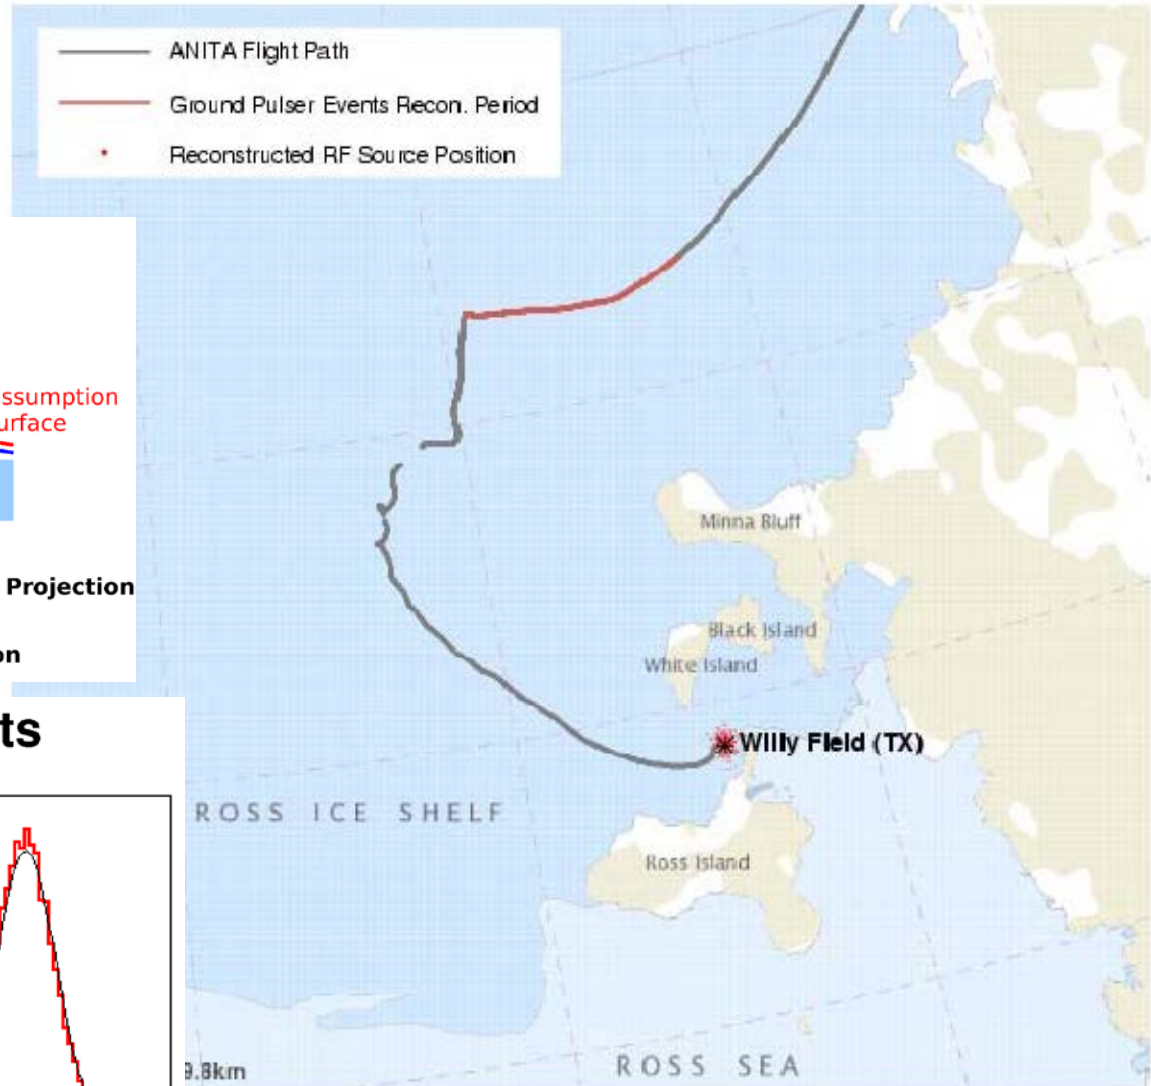 ANITA Flight Path
Ground Pulser Events Recon. Period
Reconstructed RF Source Position
ssumption
urface
Projection
on
ts
Minna Bluff
Black Island
White Island
Willy Field (TX)
ROSS ICE SHELF
Ross Island
9.8km
ROSS SEA